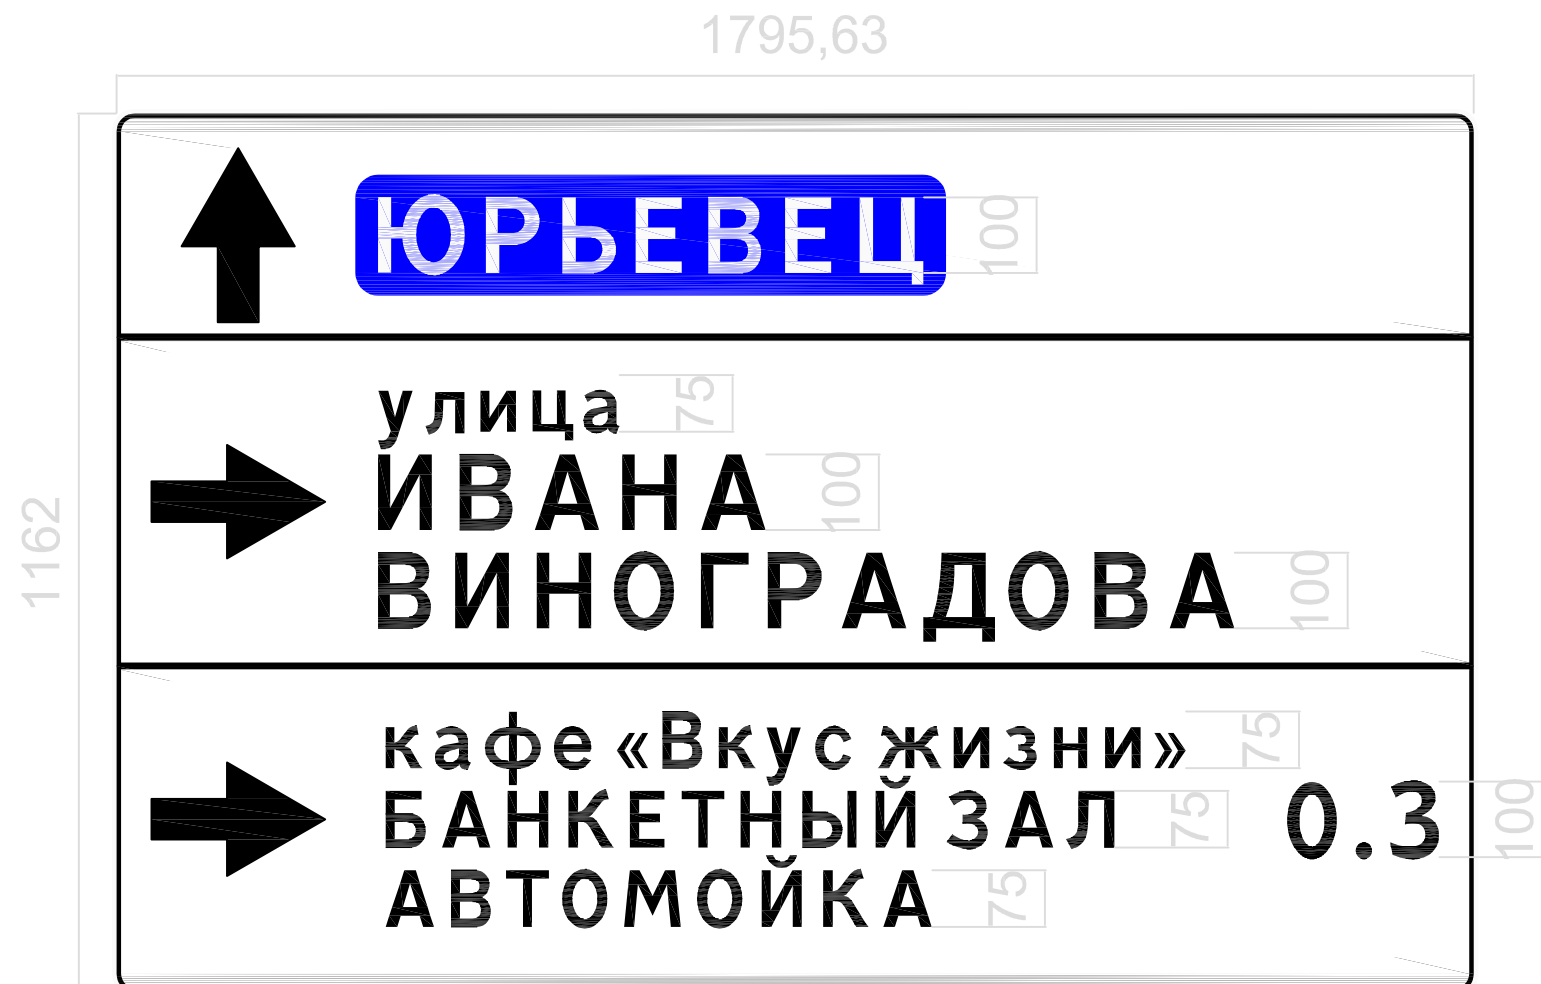 1795,63
ЮРЬЕВЕЦ 100
улица 75
ИВАНА 100
1162
ВИНОГРАДОВА 100
кафе «Вкус жизни» 75
БАНКЕТНЫЙ ЗАЛ 75 0.3 100
АВТОМОЙКА 75